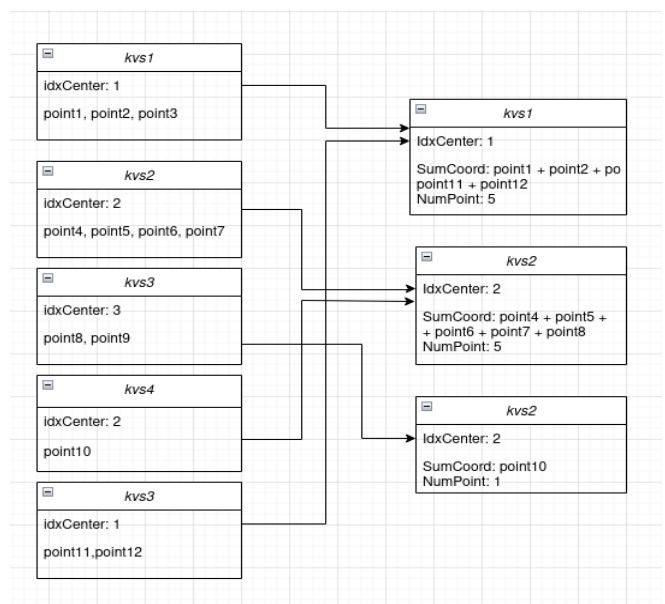 kvs1
idxCenter: 1
point1, point2, point3
kvs2
idxCenter: 2
point4, point5, point6, point7
kvs3
idxCenter: 3
point8, point9
kvs4
idxCenter: 2
point10
kvs3
idxCenter: 1
point11,point12
kvs1
IdxCenter: 1
SumCoord: point1 + point2 + po
point11 + point12
NumPoint: 5
kvs2
IdxCenter: 2
SumCoord: point4 + point5 +
+ point6 + point7 + point8
NumPoint: 5
kvs2
IdxCenter: 2
SumCoord: point10
NumPoint: 1